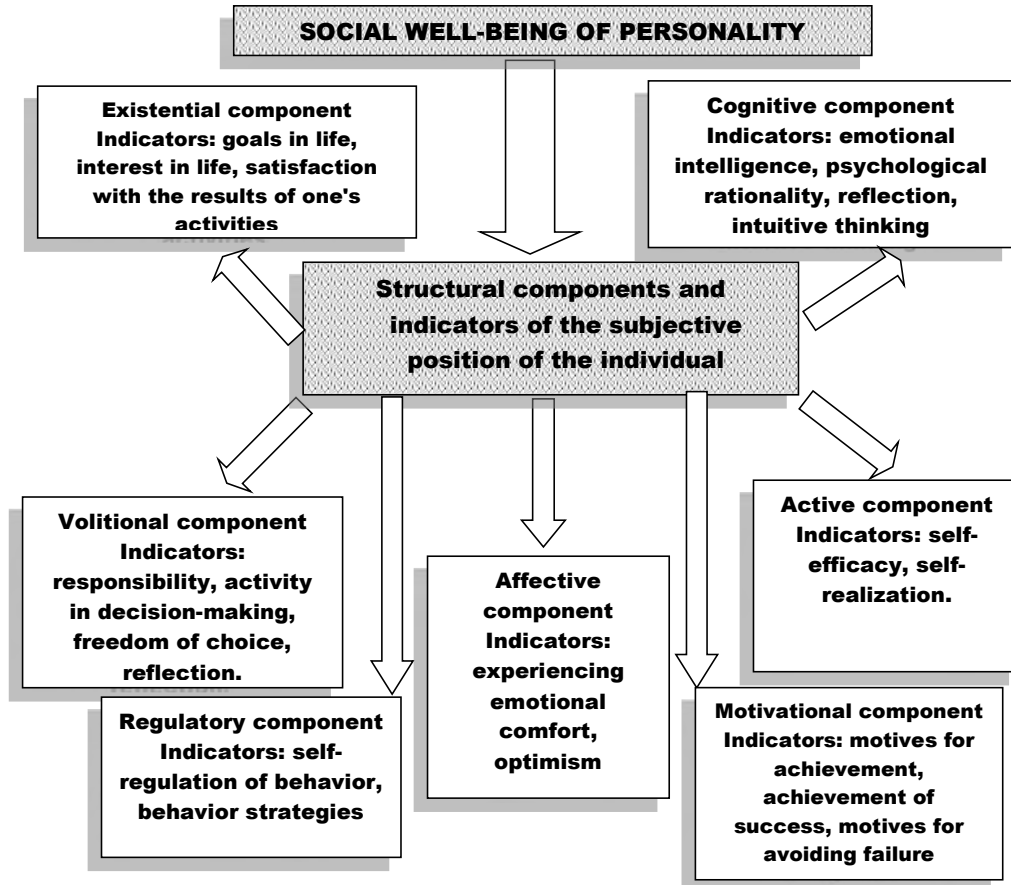 SOCIAL WELL-BEING OF PERSONALITY
Existential component
Indicators: goals in life,
interest in life, satisfaction
with the results of one's
activities
Cognitive component
Indicators: emotional
intelligence, psychological
rationality, reflection,
intuitive thinking
Structural components and
indicators of the subjective
position of the individual
Volitional component
Indicators:
responsibility, activity
in decision-making,
freedom of choice,
reflection.
Affective
component
Indicators:
experiencing
emotional
comfort,
optimism
Active component
Indicators: self-
efficacy, self-
realization.
Regulatory component
Indicators: self-
regulation of behavior,
behavior strategies
Motivational component
Indicators: motives for
achievement,
achievement of
success, motives for
avoiding failure